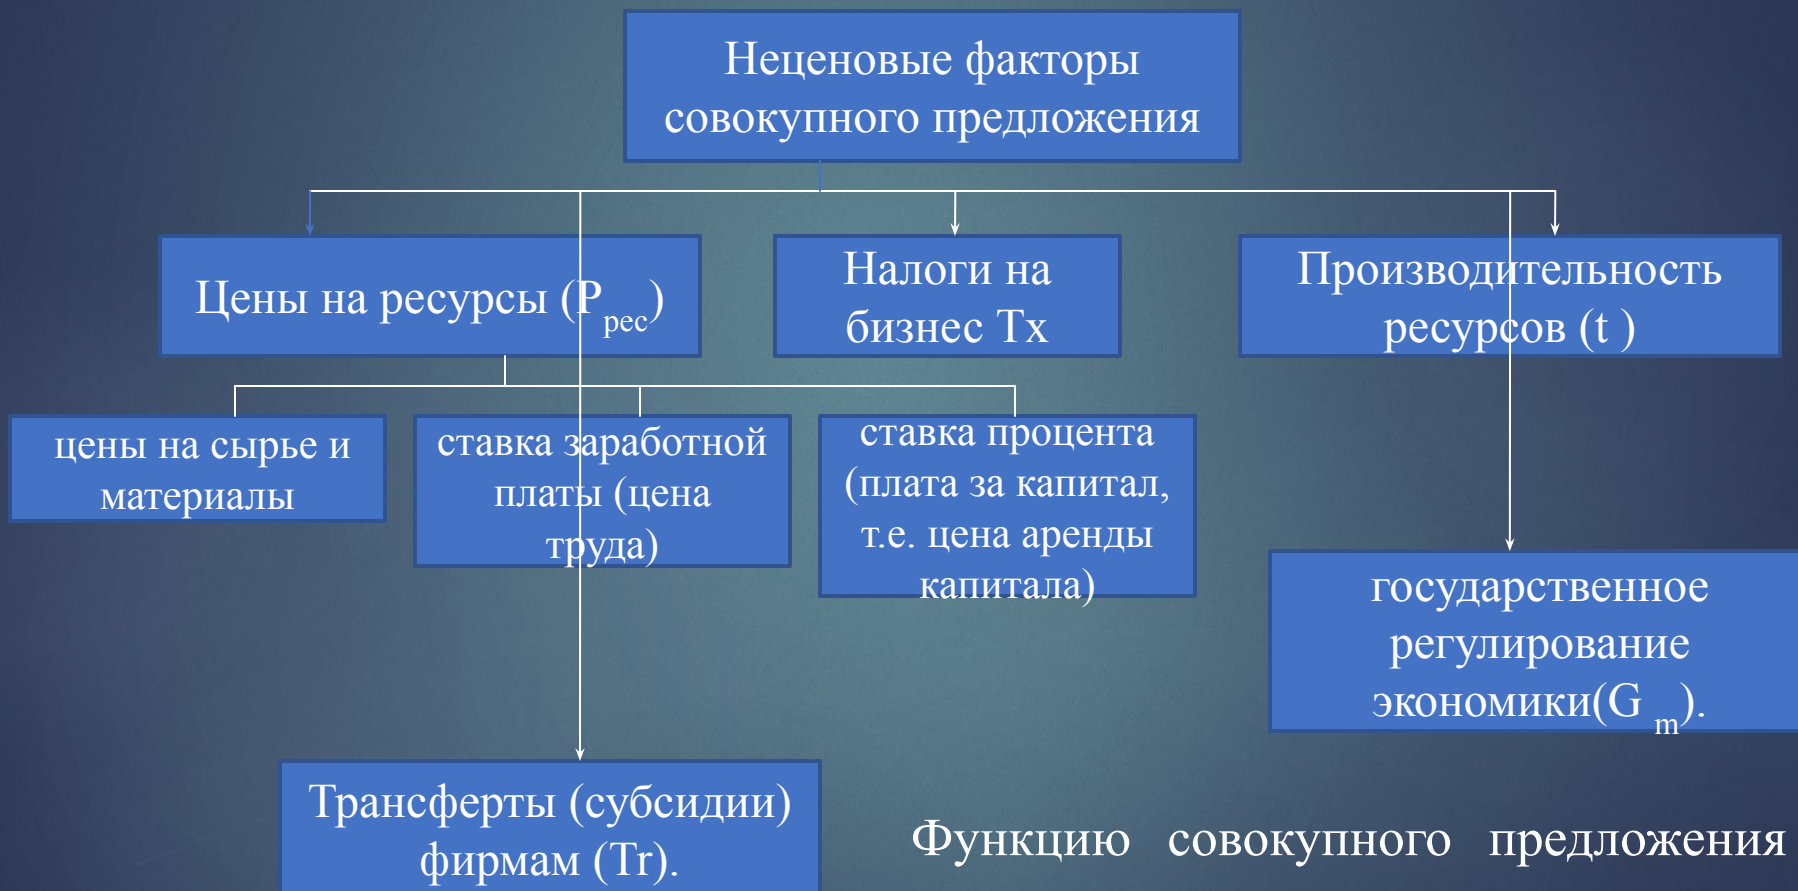 Неценовые факторы
совокупного предложения
Цены на ресурсы (P рес)
Налоги на
бизнес Tx
Производительность
ресурсов (t )
цены на сырье и
материалы
ставка заработной
платы (цена
труда)
ставка процента
(плата за капитал,
т.е. цена аренды
капитала)
государственное
регулирование
экономики(G m).
Трансферты (субсидии)
фирмам (Tr).
Функцию совокупного предложения